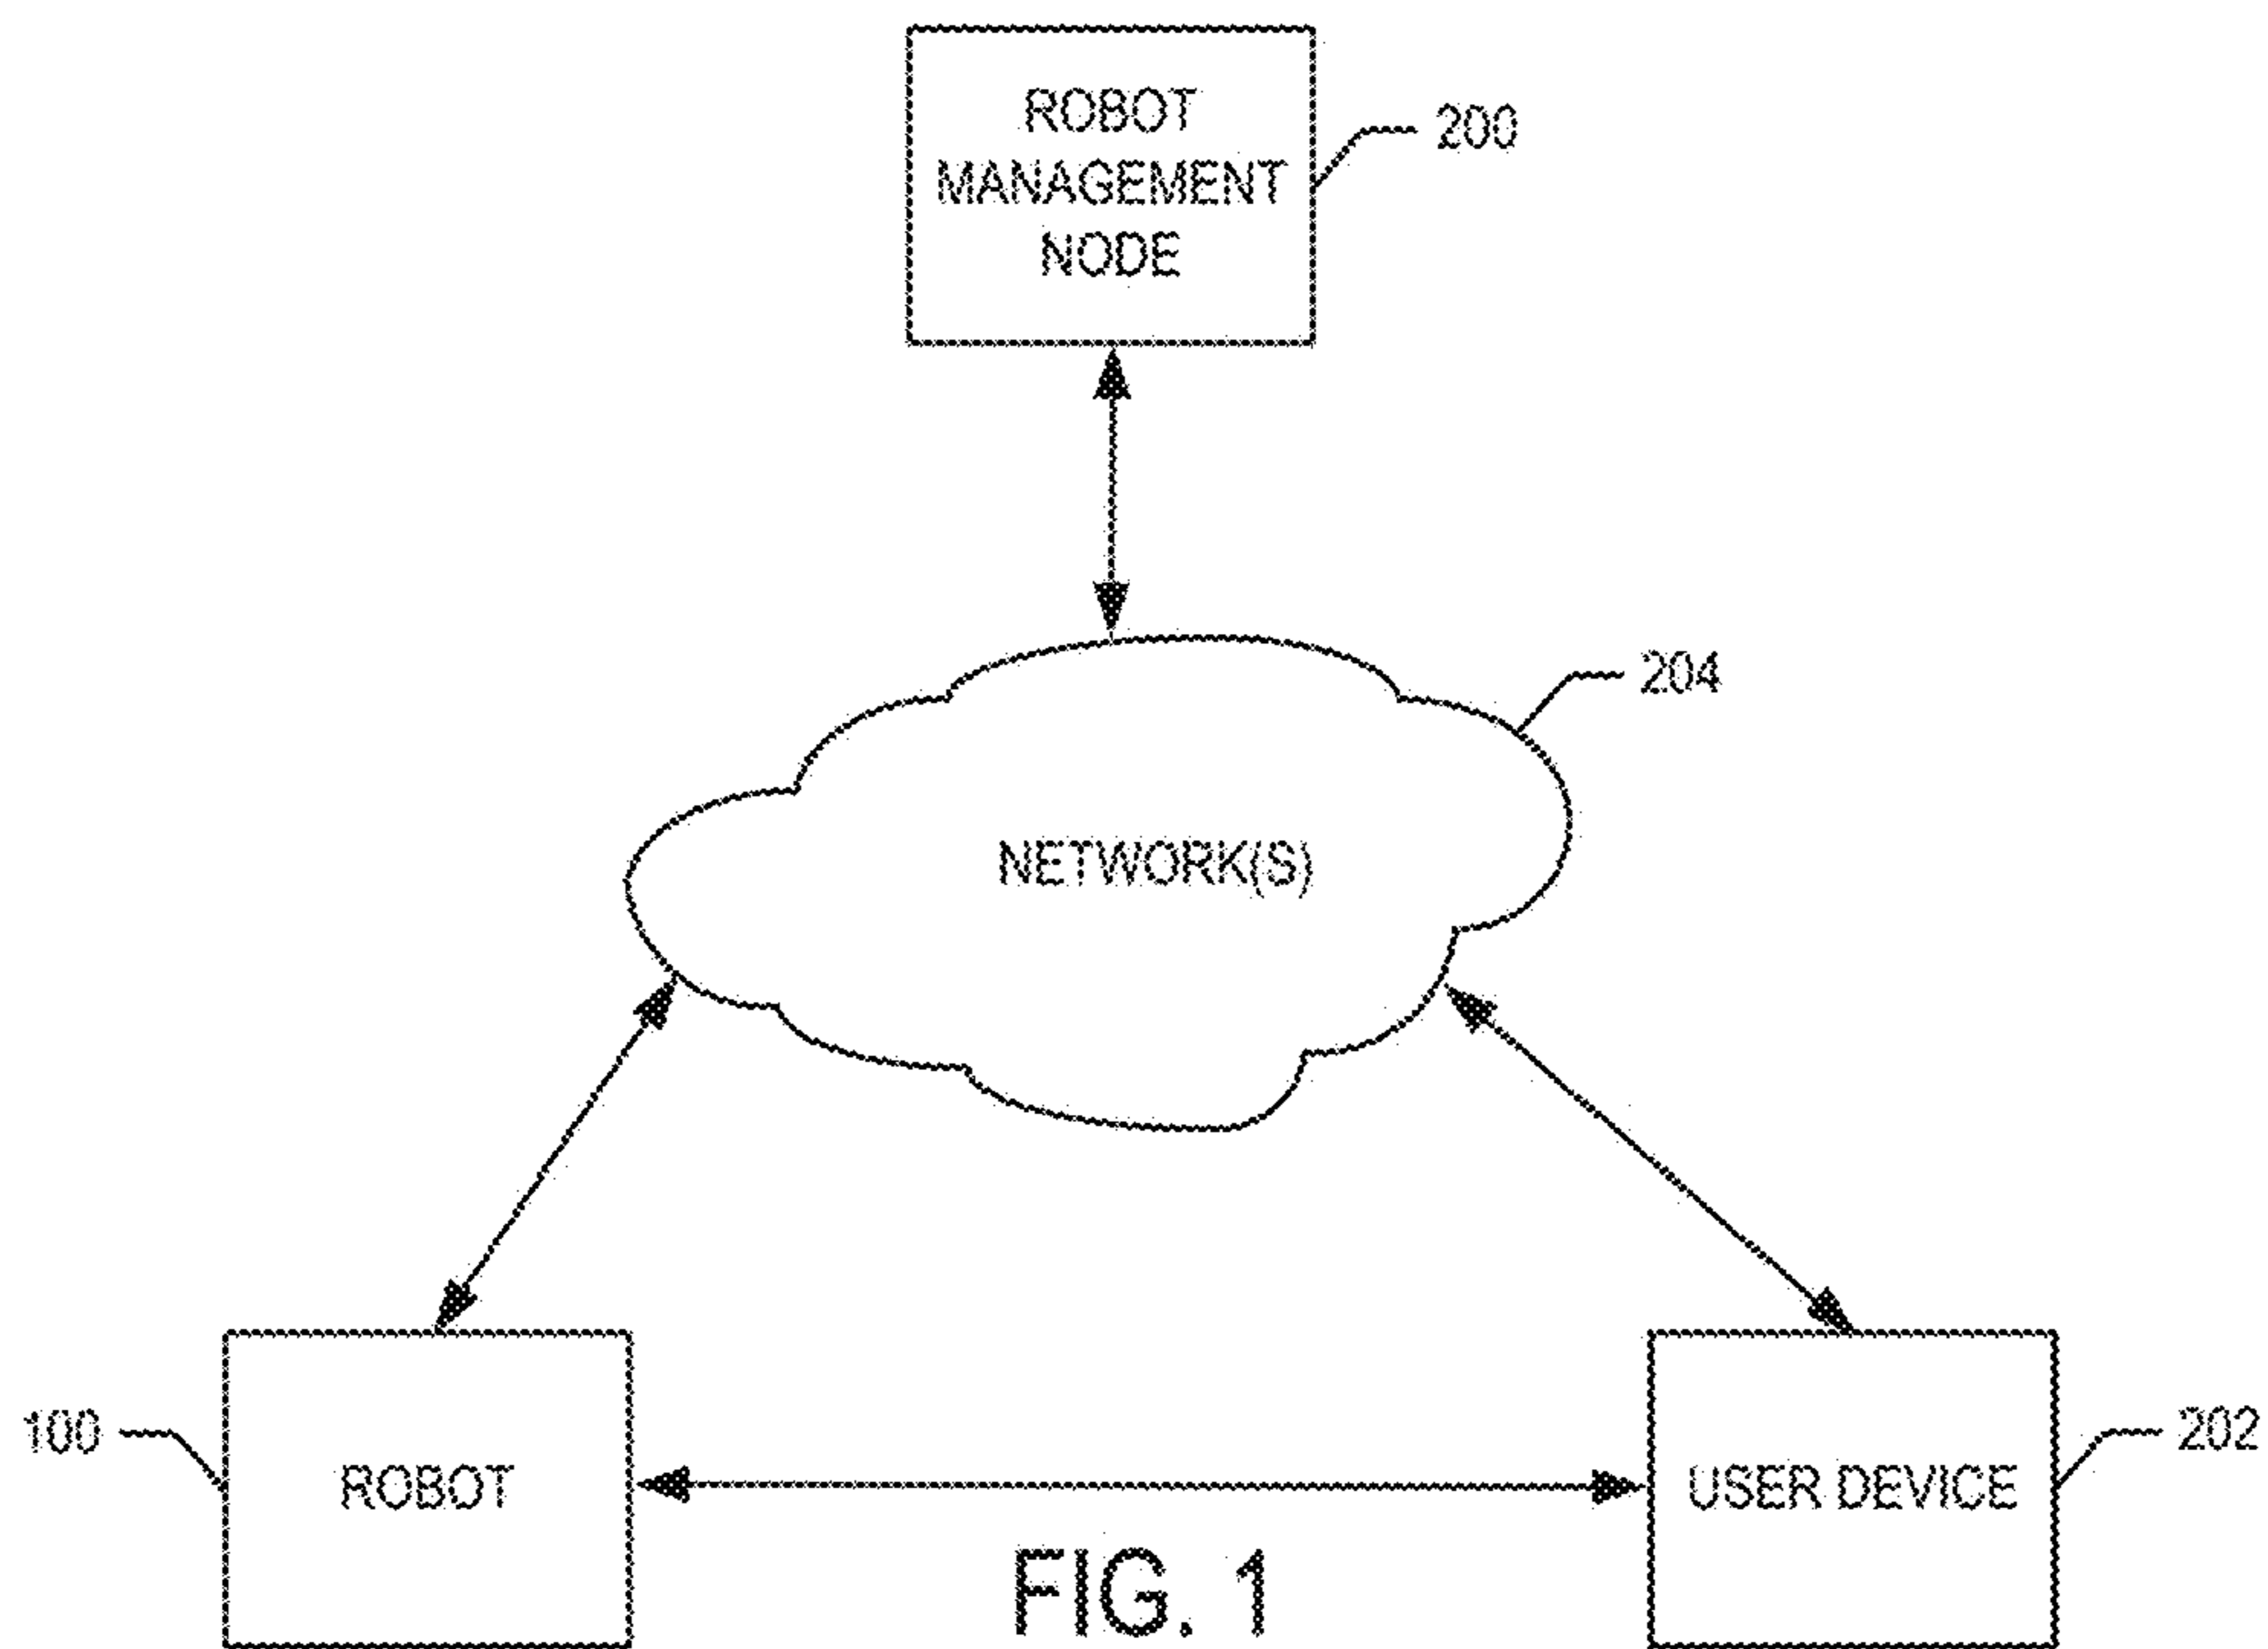 ROBOT
MANAGEMENT
NODE
200
204
NETWORK(S)
100
ROBOT
USER DEVICE
202
FIG. 1